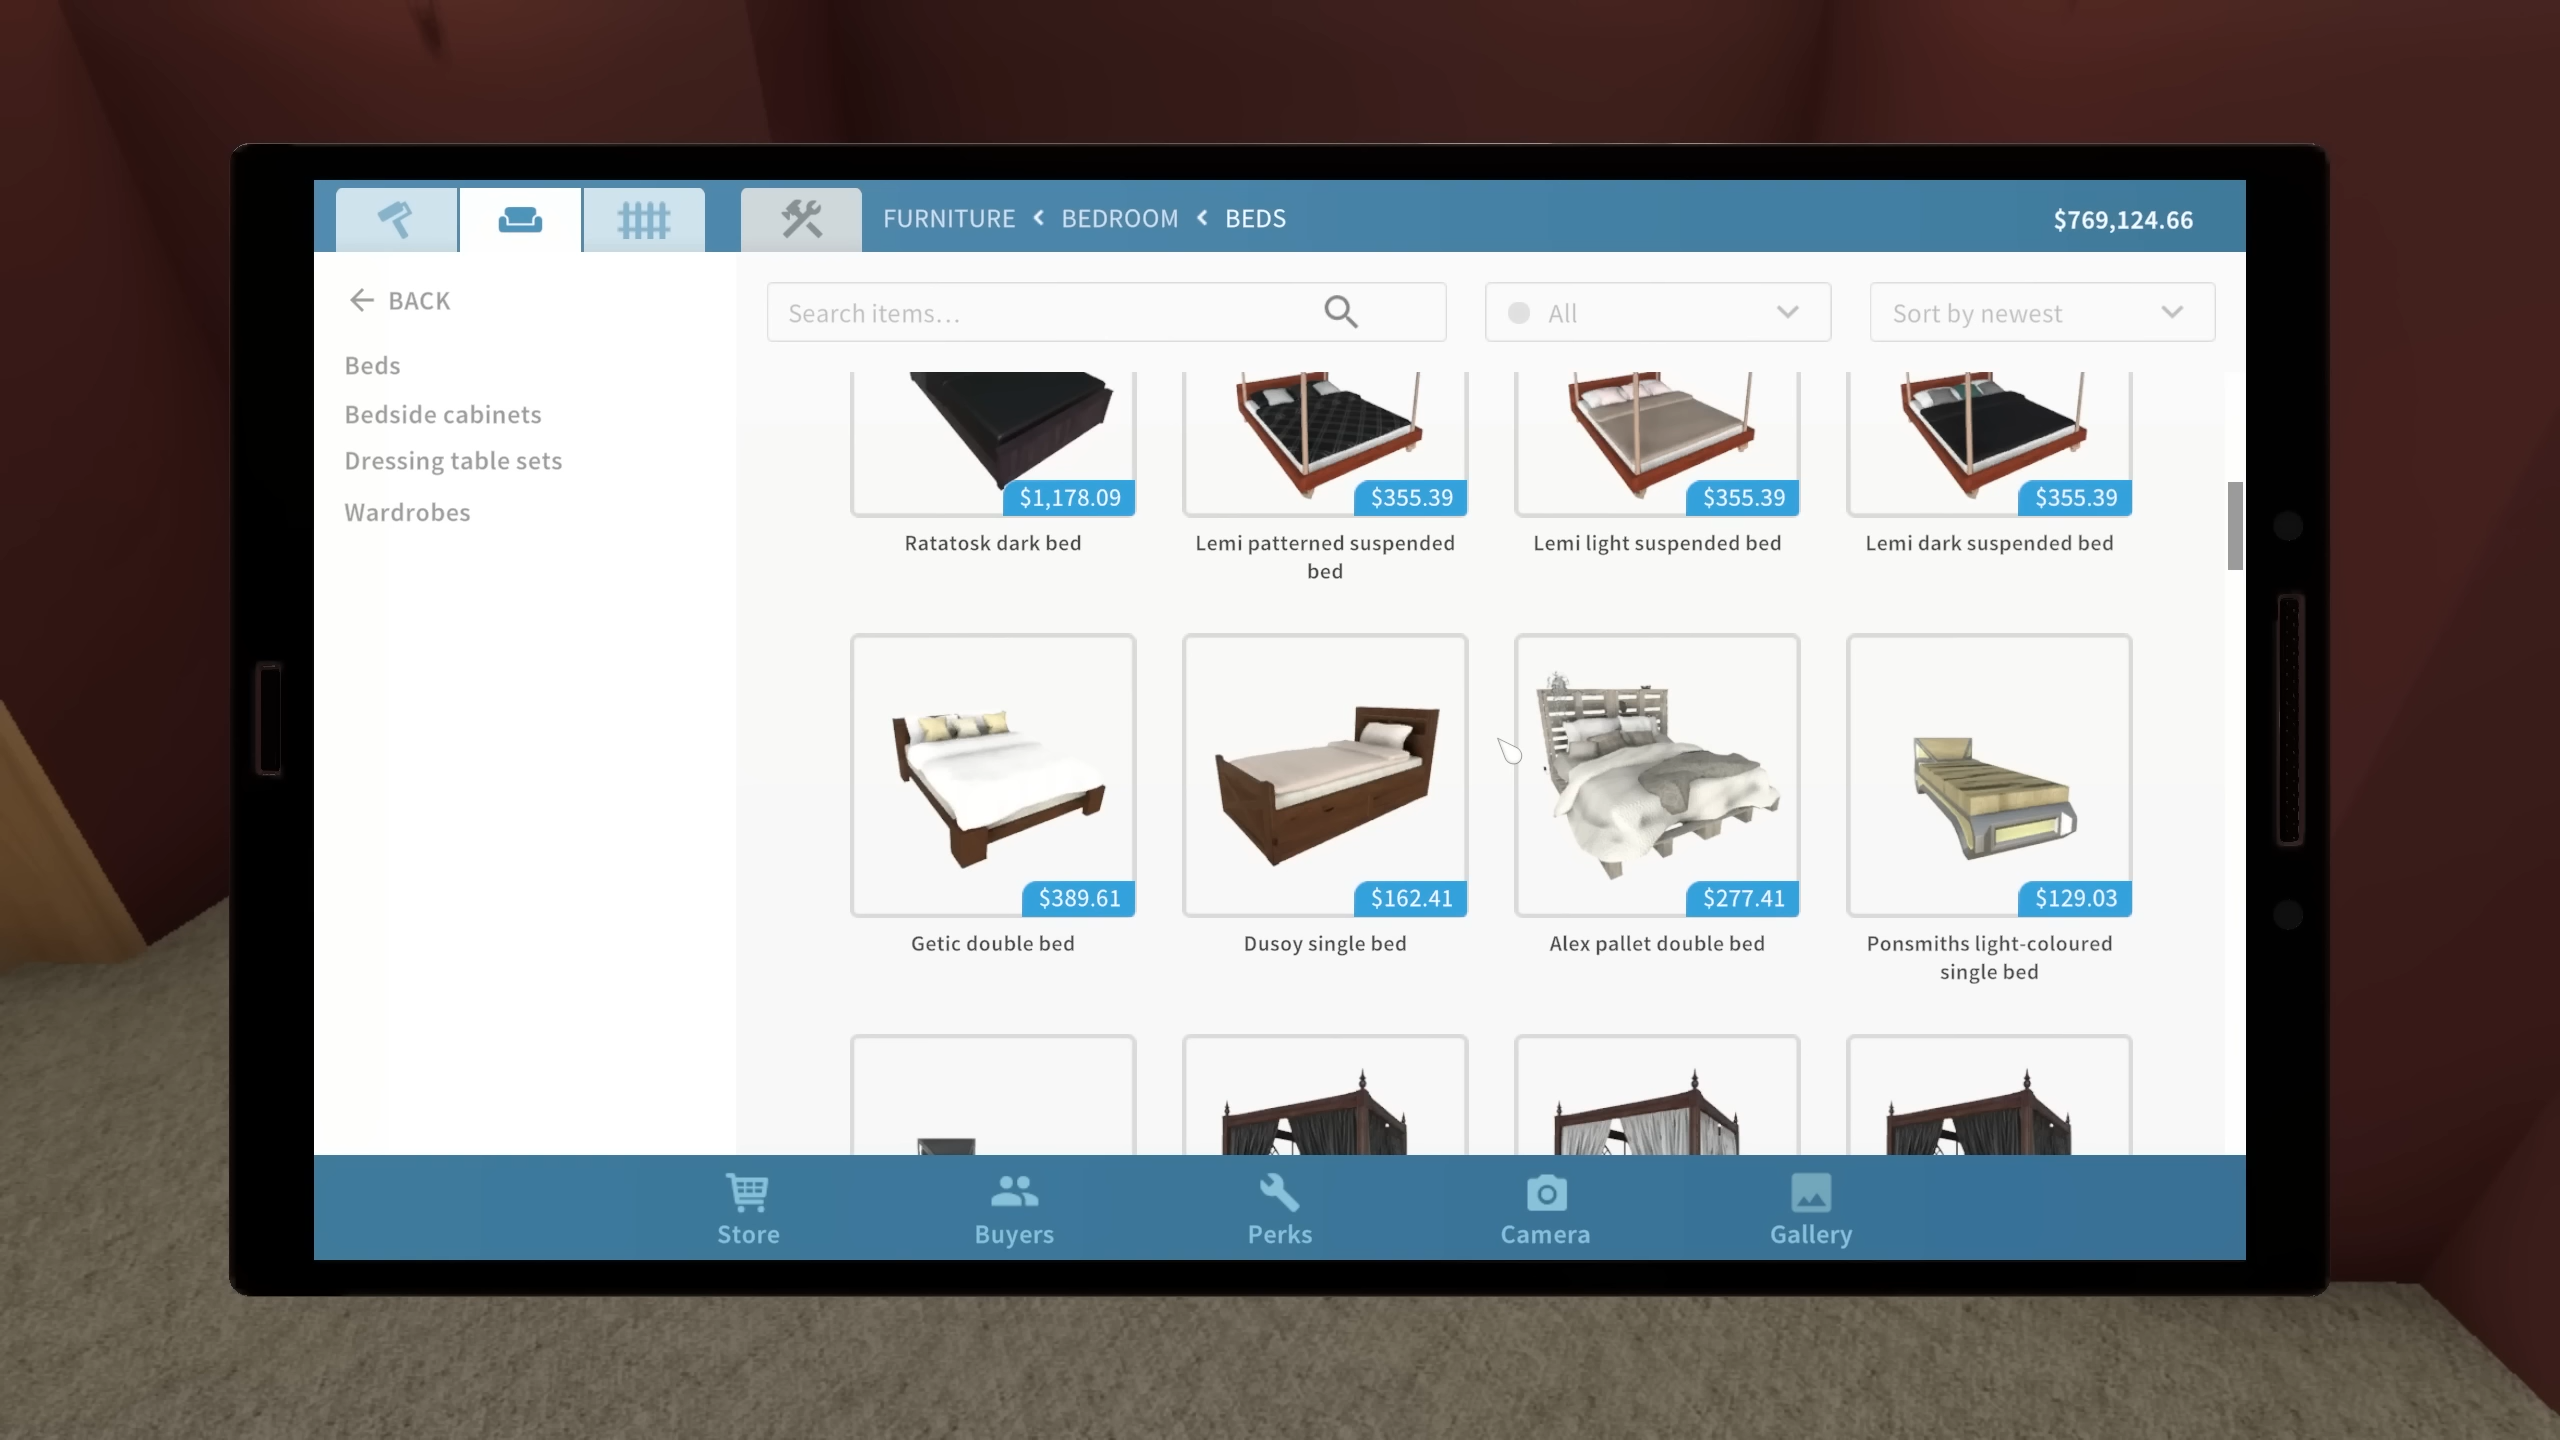 FURNITURE < BEDROOM < BEDS
$769,124.66
BACK
Search items...
All
Sort by newest
Beds
Bedside cabinets
Dressing table sets
Wardrobes
$1,178.09
$355.39
$355.39
$355.39
Ratatosk dark bed
Lemi patterned suspended
bed
Lemi light suspended bed
Lemi dark suspended bed
$389.61
$162.41
$277.41
$129.03
Getic double bed
Dusoy single bed
Alex pallet double bed
Ponsmiths light-coloured
single bed
Store
Buyers
Perks
Camera
Gallery